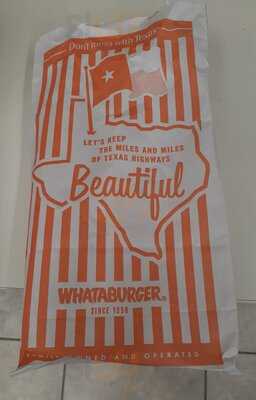 Don't mess with Texas
LET'S KEEP
THE MILES AND MILES
OF TEXAS HIGHWAYS
Beautiful
WHATABURGER®
SINCE 1950
OWNED AND OPERATED